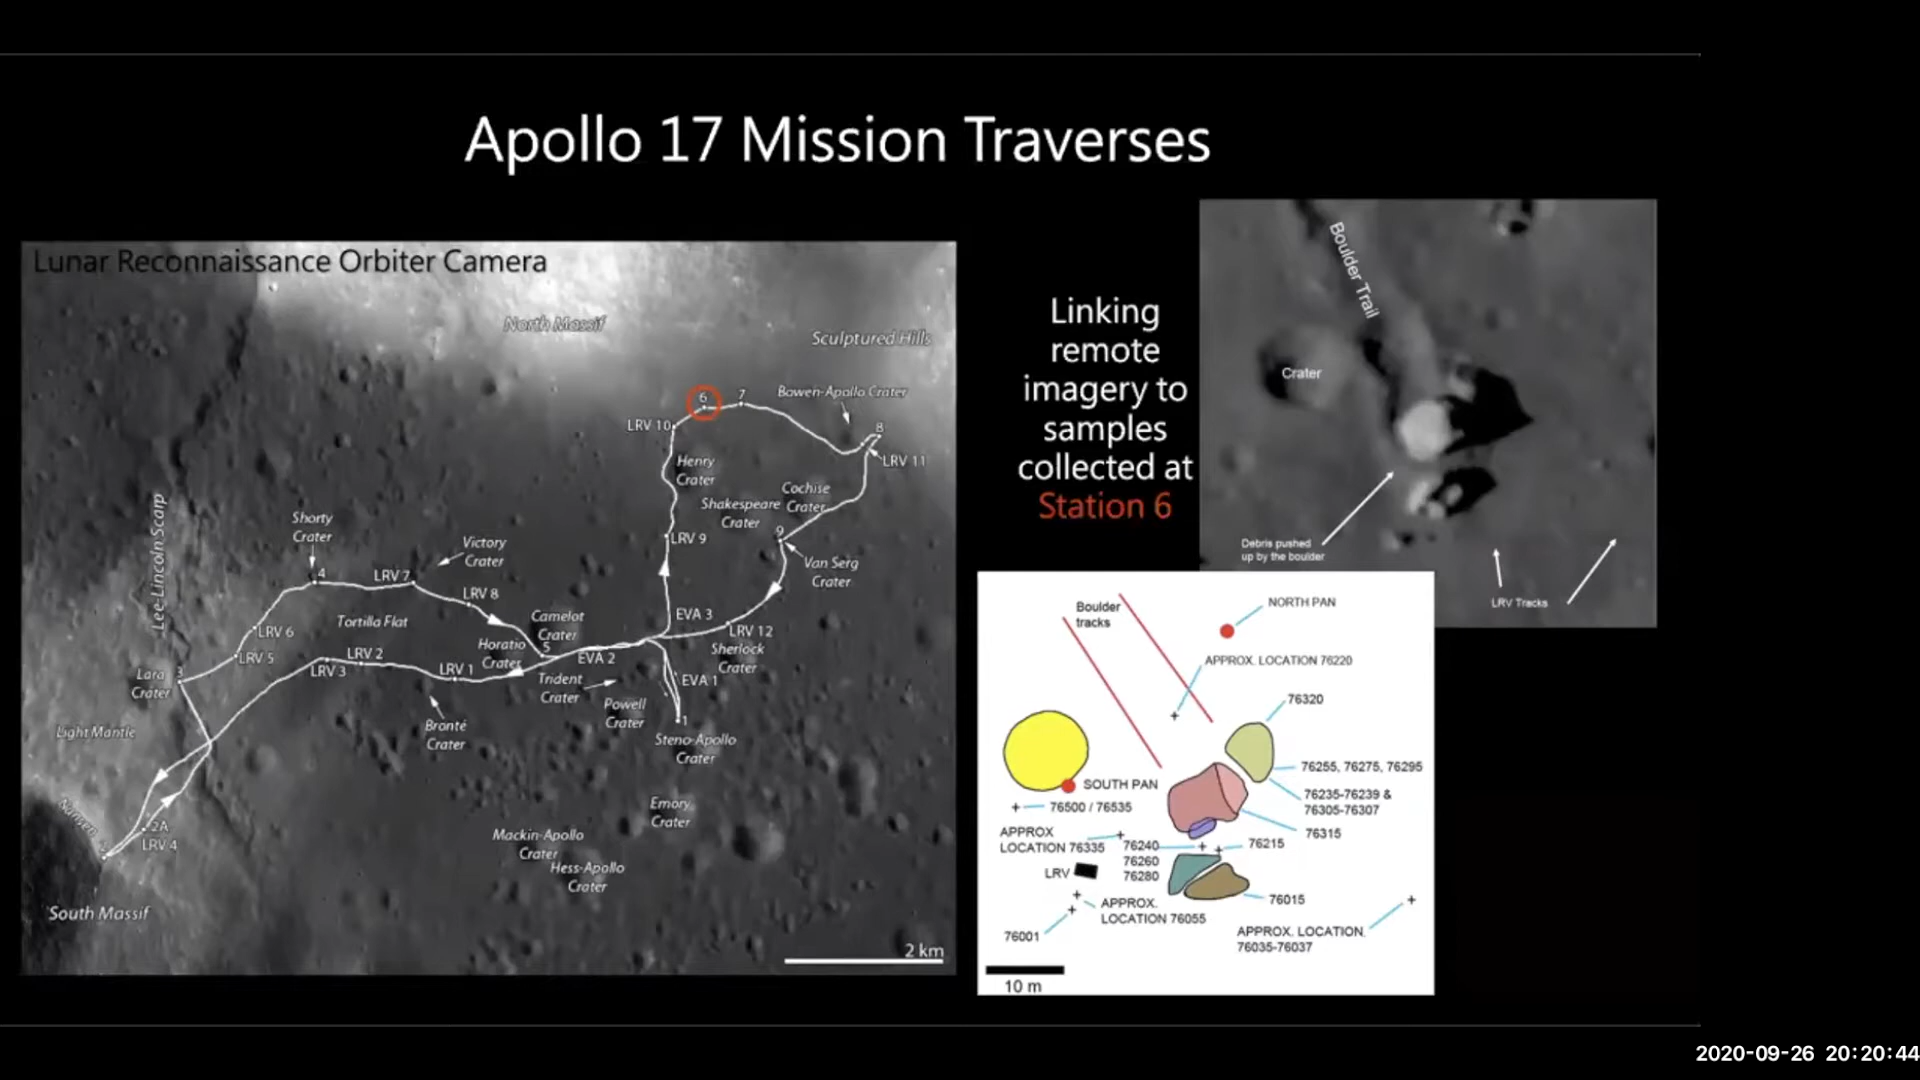 Apollo 17 Mission Traverses
Lunar Reconnaissance Orbiter Camera
North Massif
Sculptured Hills
6
7
Bowen-Apollo Crater
LRV 10
8
LRV 11
Henry
Crater
Cochise
Crater
Shakespeare
Crater
9
LRV 9
Van Serg
Crater
Lee-Lincoln Scarp
Shorty
Crater
4
LRV 7
Victory
Crater
LRV 8
Tortilla Flat
LRV 6
LRV 5
Camelot
Crater
5
Horatio
Crater
EVA 3
LRV 12
Sherlock
Crater
EVA 2
LRV 2
LRV 3
LRV 1
Lara
Crater
3
Trident
Crater
EVA 1
Powell
Crater
1
Bronté
Crater
Light Mantle
Steno-Apollo
Crater
Nansen
2
2A
LRV 4
Emory
Crater
Mackin-Apollo
Crater
Hess-Apollo
Crater
South Massif
2 km
Linking
remote
imagery to
samples
collected at
Station 6
Boulder Trail
Crater
Debris pushed
up by the boulder
LRV Tracks
Boulder
tracks
NORTH PAN
APPROX. LOCATION 76220
76320
76255, 76275, 76295
SOUTH PAN
76235-76239 &
76305-76307
76500 / 76535
76315
APPROX
LOCATION 76335
76240
76260
76280
76215
LRV
76015
APPROX.
LOCATION 76055
76001
APPROX. LOCATION.
76035-76037
10 m
2020-09-26 20:20:44